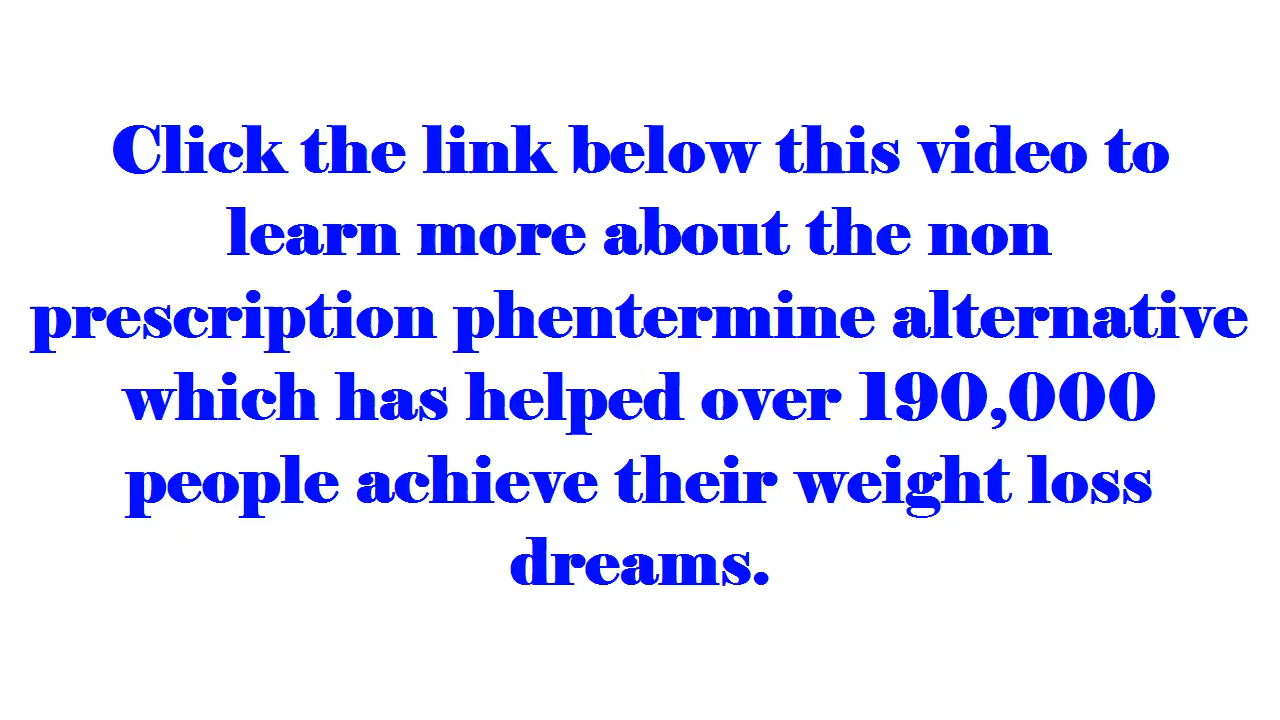 Click the link below this video to
learn more about the non
prescription phentermine alternative
which has helped over 190,000
people achieve their weight loss
dreams.